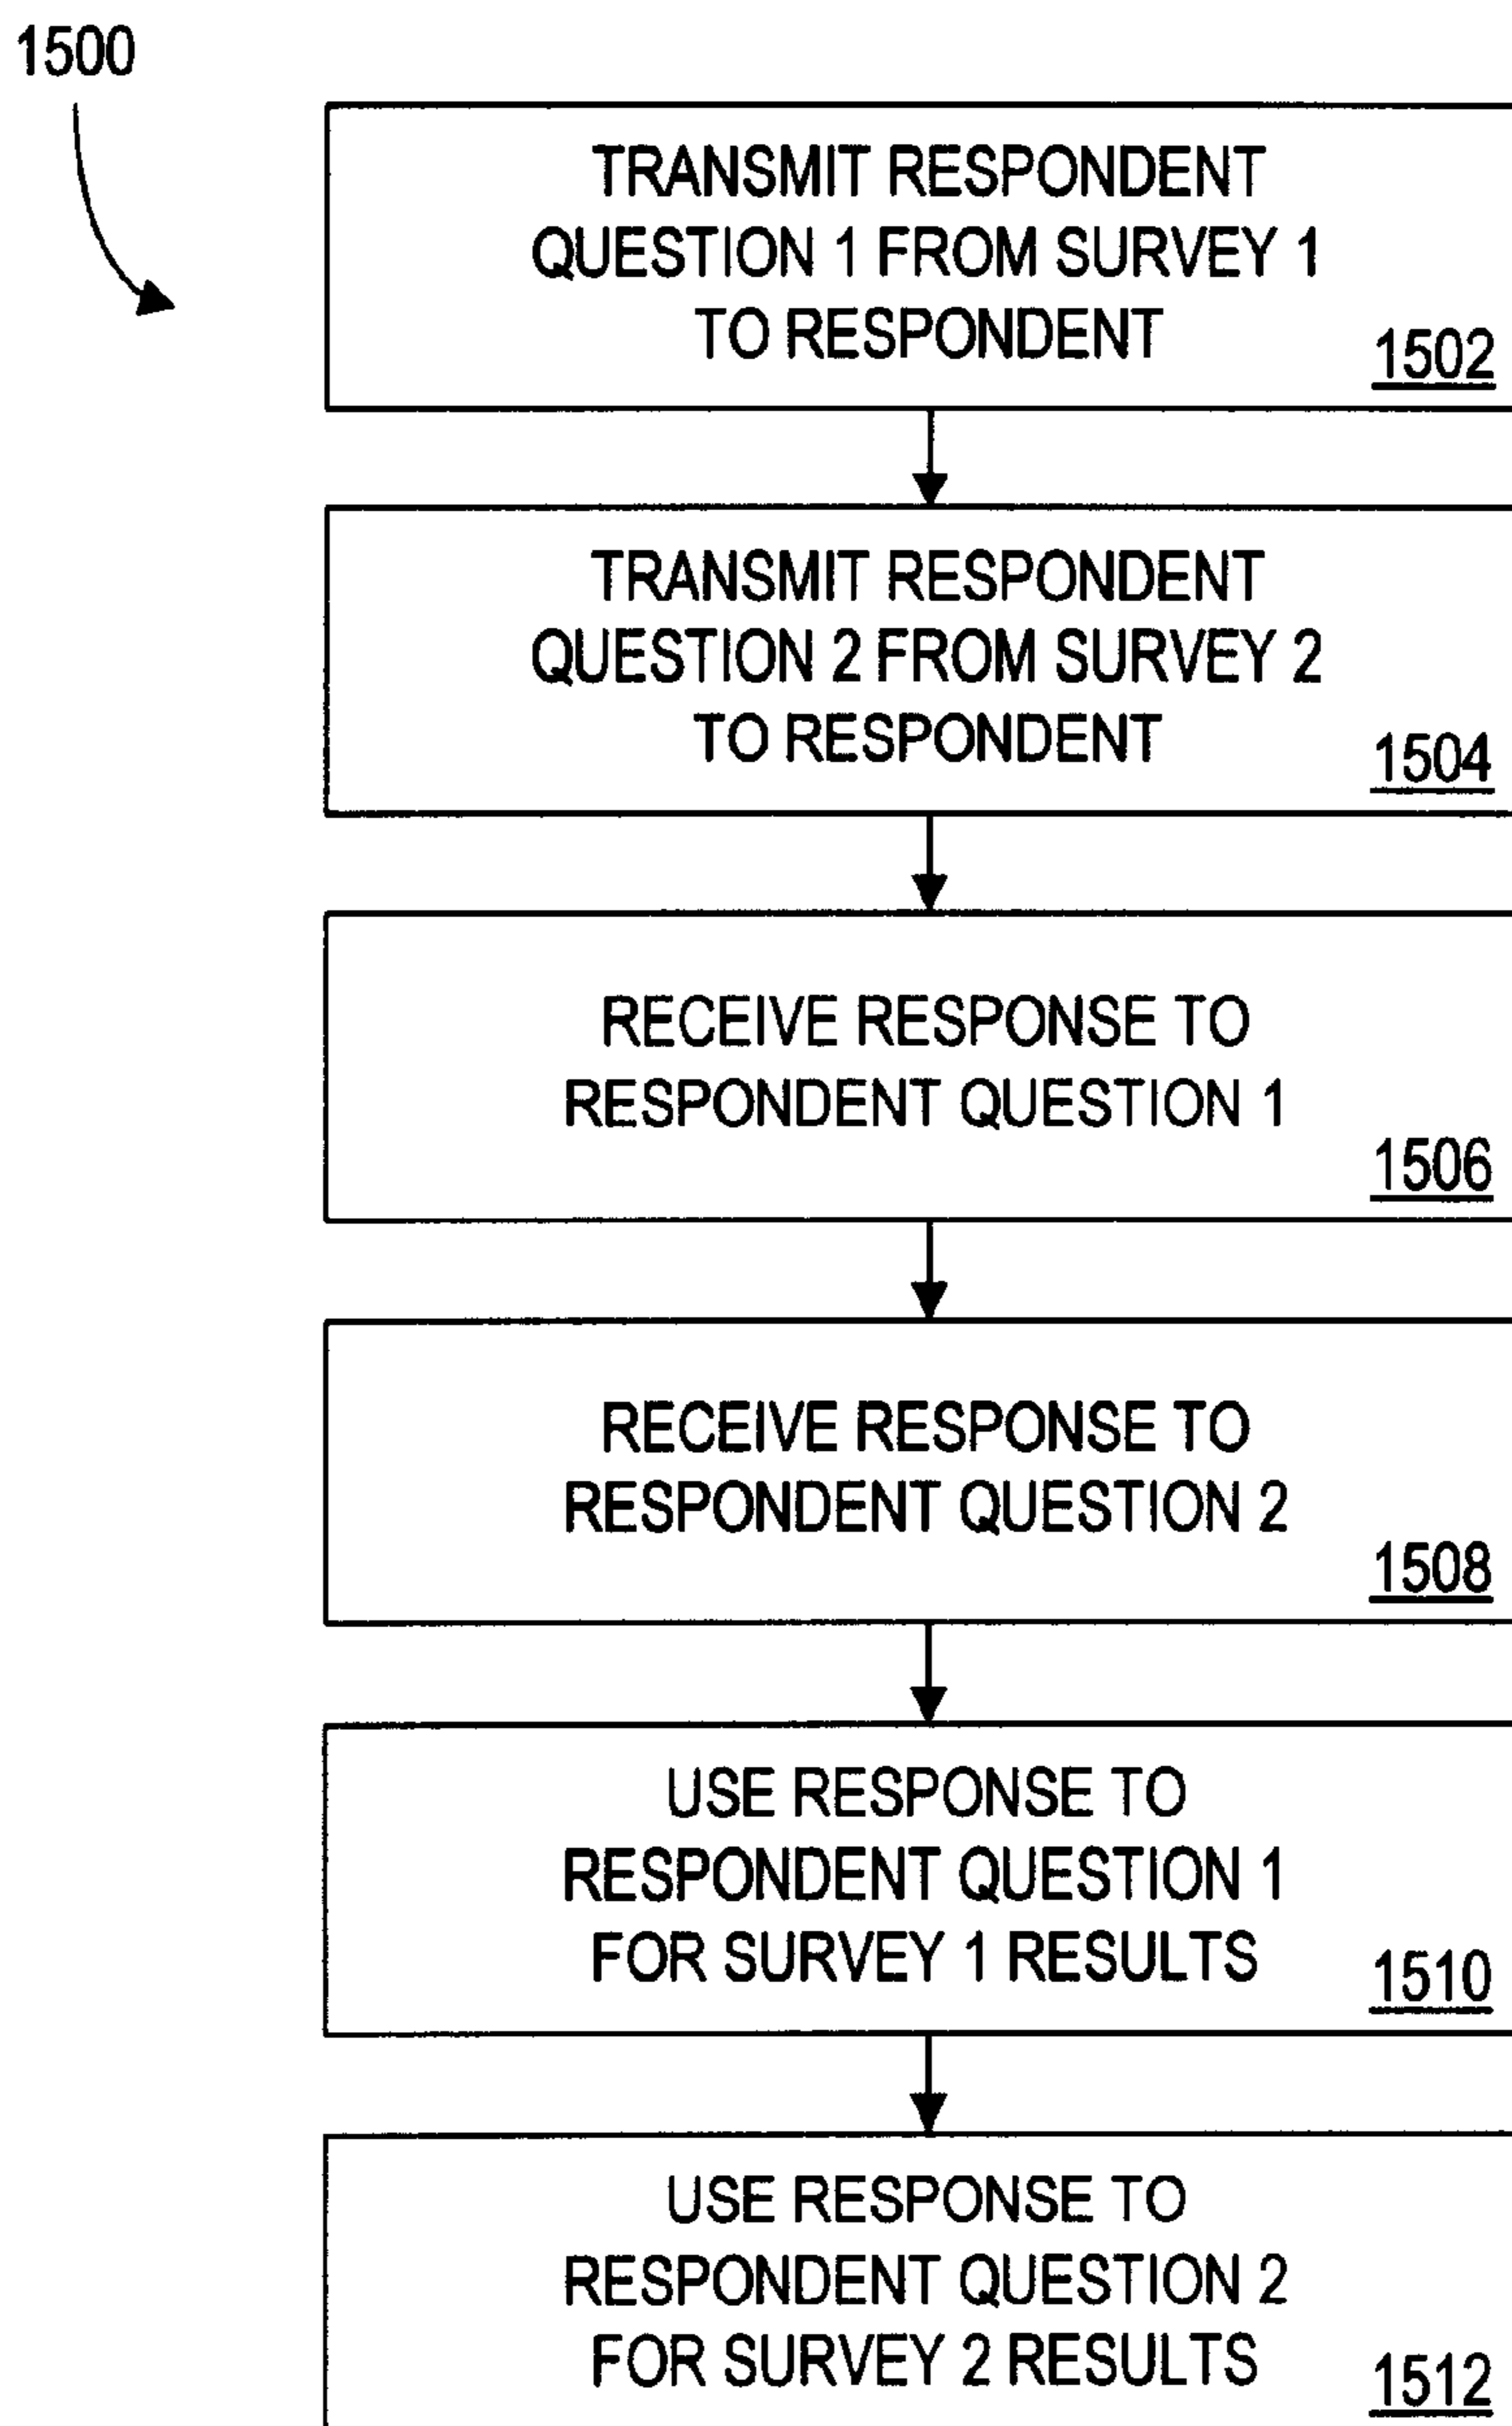 1500
TRANSMIT RESPONDENT
QUESTION 1 FROM SURVEY 1
TO RESPONDENT
1502
TRANSMIT RESPONDENT
QUESTION 2 FROM SURVEY 2
TO RESPONDENT
1504
RECEIVE RESPONSE TO
RESPONDENT QUESTION 1
1506
RECEIVE RESPONSE TO
RESPONDENT QUESTION 2
1508
USE RESPONSE TO
RESPONDENT QUESTION 1
FOR SURVEY 1 RESULTS
1510
USE RESPONSE TO
RESPONDENT QUESTION 2
FOR SURVEY 2 RESULTS
1512